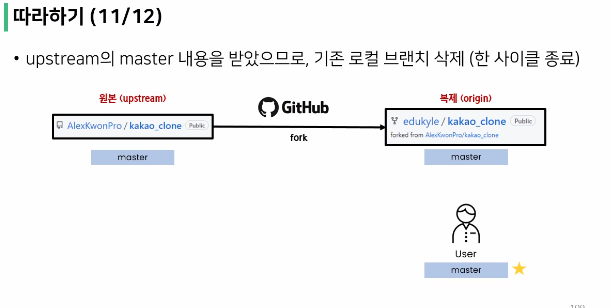 따라하기 (11/12)
• upstream의 master 내용을 받았으므로, 기존 로컬 브랜치 삭제 (한 사이클 종료)
원본 (upstream)
GitHub
복제 (origin)
AlexKwonPro / kakao_clone Public
fork
edukyle / kakao_clone Public
forked from AlexKwonPro/kakao_clone
master
master
User
master